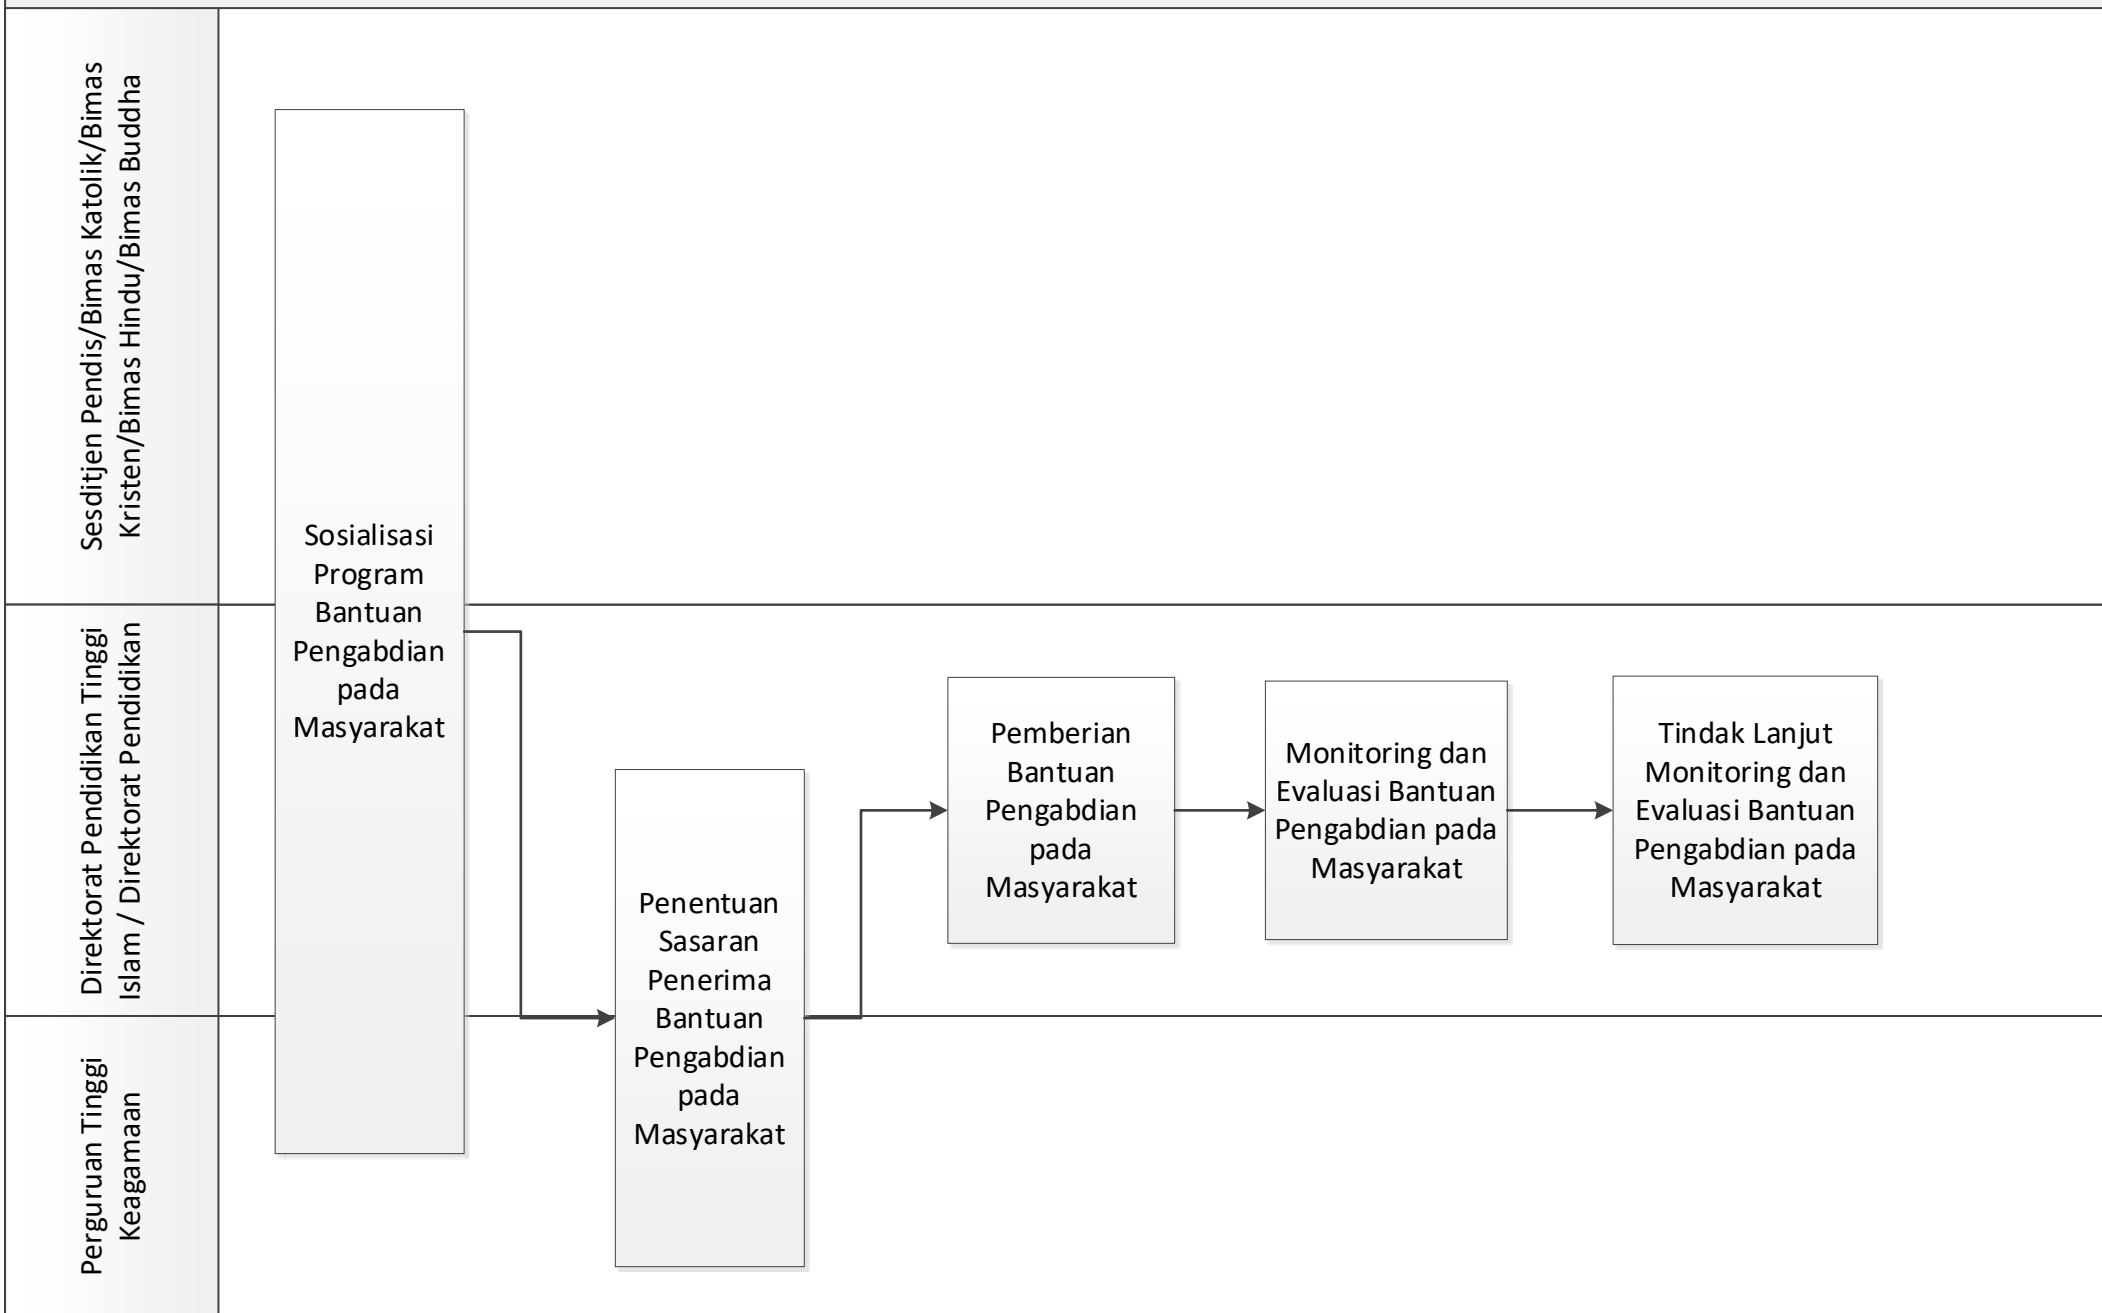 Sesditjen Pendis/Bimas Katolik/Bimas
Kristen/Bimas Hindu/Bimas Buddha
Sosialisasi
Program
Bantuan
Pengabdian
pada
Masyarakat
Direktorat Pendidikan Tinggi
Islam / Direktorat Pendidikan
Penentuan
Sasaran
Penerima
Bantuan
Pengabdian
pada
Masyarakat
Pemberian
Bantuan
Pengabdian
pada
Masyarakat
Monitoring dan
Evaluasi Bantuan
Pengabdian pada
Masyarakat
Tindak Lanjut
Monitoring dan
Evaluasi Bantuan
Pengabdian pada
Masyarakat
Perguruan Tinggi
Keagamaan